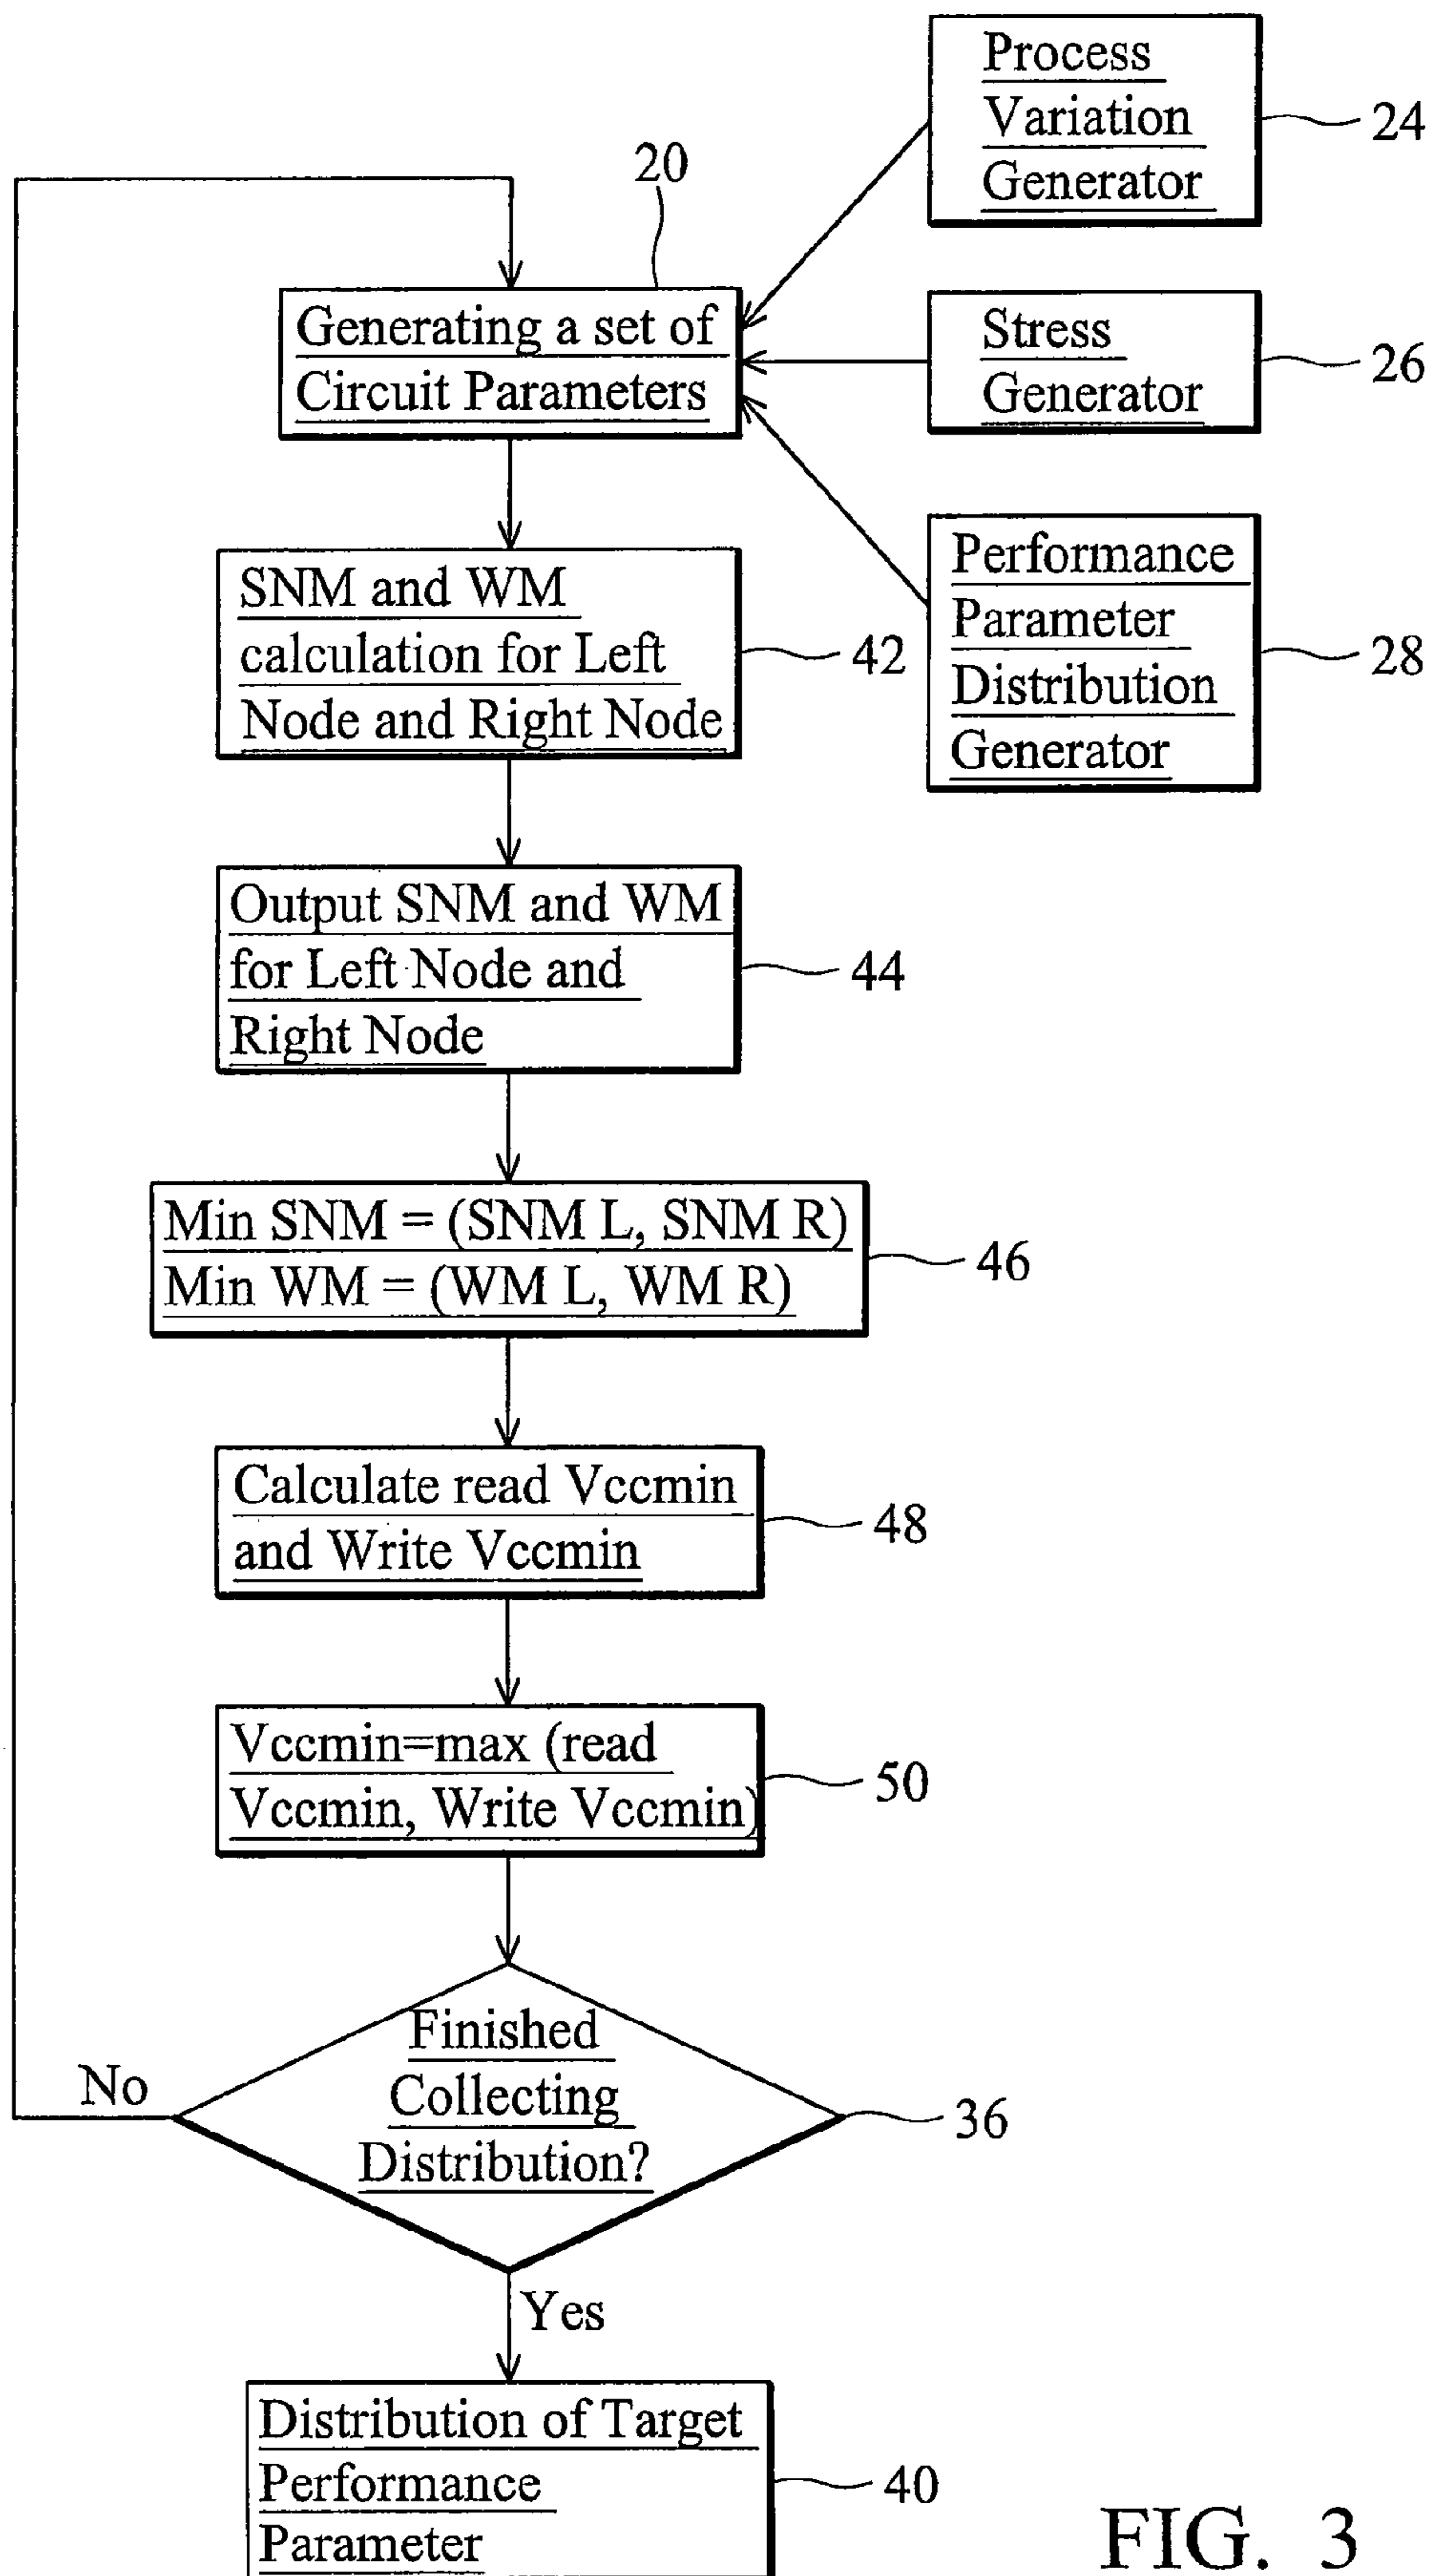 Process
Variation
Generator
24
20
Generating a set of
Circuit Parameters
Stress
Generator
26
Performance
Parameter
Distribution
Generator
28
SNM and WM
calculation for Left
Node and Right Node
42
Output SNM and WM
for Left Node and
Right Node
44
Min SNM = (SNM L, SNM R)
Min WM = (WM L, WM R)
46
Calculate read Vccmin
and Write Vccmin
48
Vccmin=max (read
Vccmin, Write Vccmin)
50
Finished
Collecting
Distribution?
36
No
Yes
Distribution of Target
Performance
Parameter
40
FIG. 3